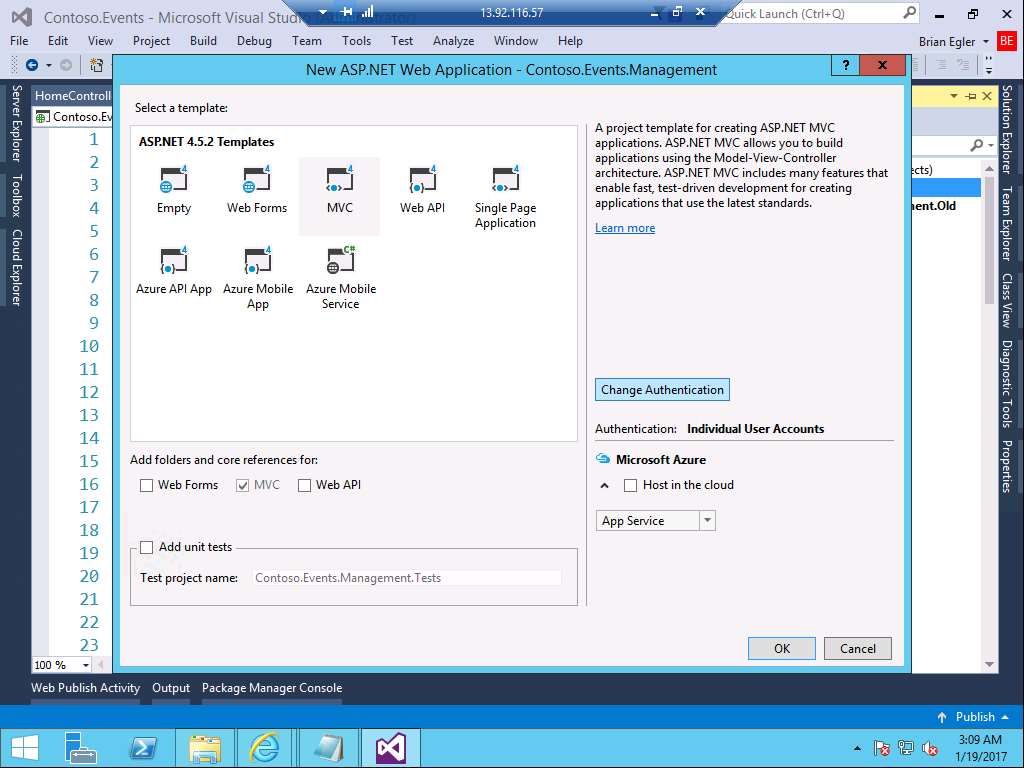 Contoso.Events - Microsoft Visual Studio (Administrator)
13.92.116.57
Quick Launch (Ctrl+Q)
File Edit View Project Build Debug Team Tools Test Analyze Window Help
Brian Egler BE
New ASP.NET Web Application - Contoso.Events.Management
?
Server Explorer
Toolbox
Cloud Explorer
HomeControll
Contoso.Ev
1
2
3
4
5
6
7
8
9
10
11
12
13
14
15
16
17
18
19
20
21
22
23
100 %
Select a template:
ASP.NET 4.5.2 Templates
Empty
Web Forms
MVC
Web API
Single Page
Application
Azure API App
Azure Mobile
App
Azure Mobile
Service
A project template for creating ASP.NET MVC
applications. ASP.NET MVC allows you to build
applications using the Model-View-Controller
architecture. ASP.NET MVC includes many features that
enable fast, test-driven development for creating
applications that use the latest standards.
Learn more
Change Authentication
Authentication: Individual User Accounts
Microsoft Azure
Host in the cloud
App Service
Add folders and core references for:
Web Forms MVC Web API
Add unit tests
Test project name: Contoso.Events.Management.Tests
OK Cancel
ects)
ent.Old
Solution Explorer
Team Explorer
Class View
Diagnostic Tools
Properties
Web Publish Activity Output Package Manager Console
Publish
3:09 AM
1/19/2017